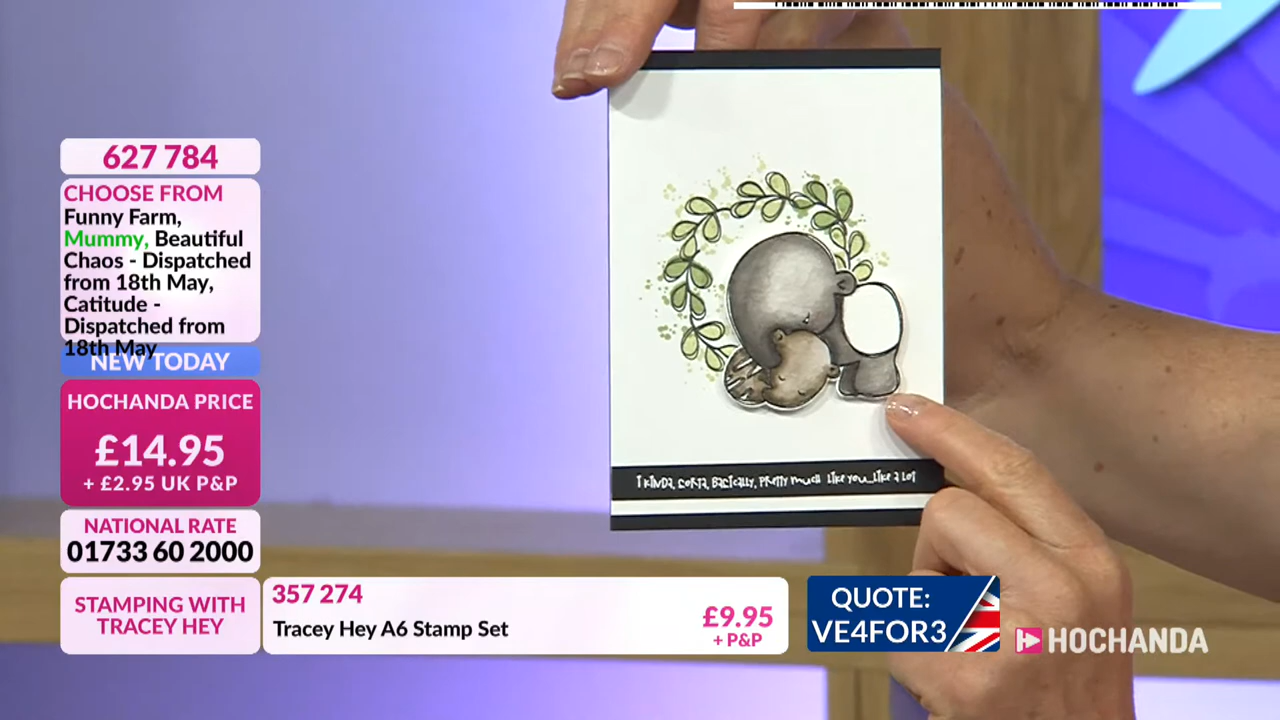 627 784
CHOOSE FROM
Funny Farm,
Mummy, Beautiful
Chaos - Dispatched
from 18th May,
Catitude -
Dispatched from
18th May
NEW TODAY
HOCHANDA PRICE
£14.95
+ £2.95 UK P&P
NATIONAL RATE
01733 60 2000
STAMPING WITH
TRACEY HEY
357 274
Tracey Hey A6 Stamp Set
£9.95
+ P&P
QUOTE:
VE4FOR3
HOCHANDA
I KINDA, SORTA, BASICALLY, PRETTY MUCH LIKE YOU...LIKE A LOT